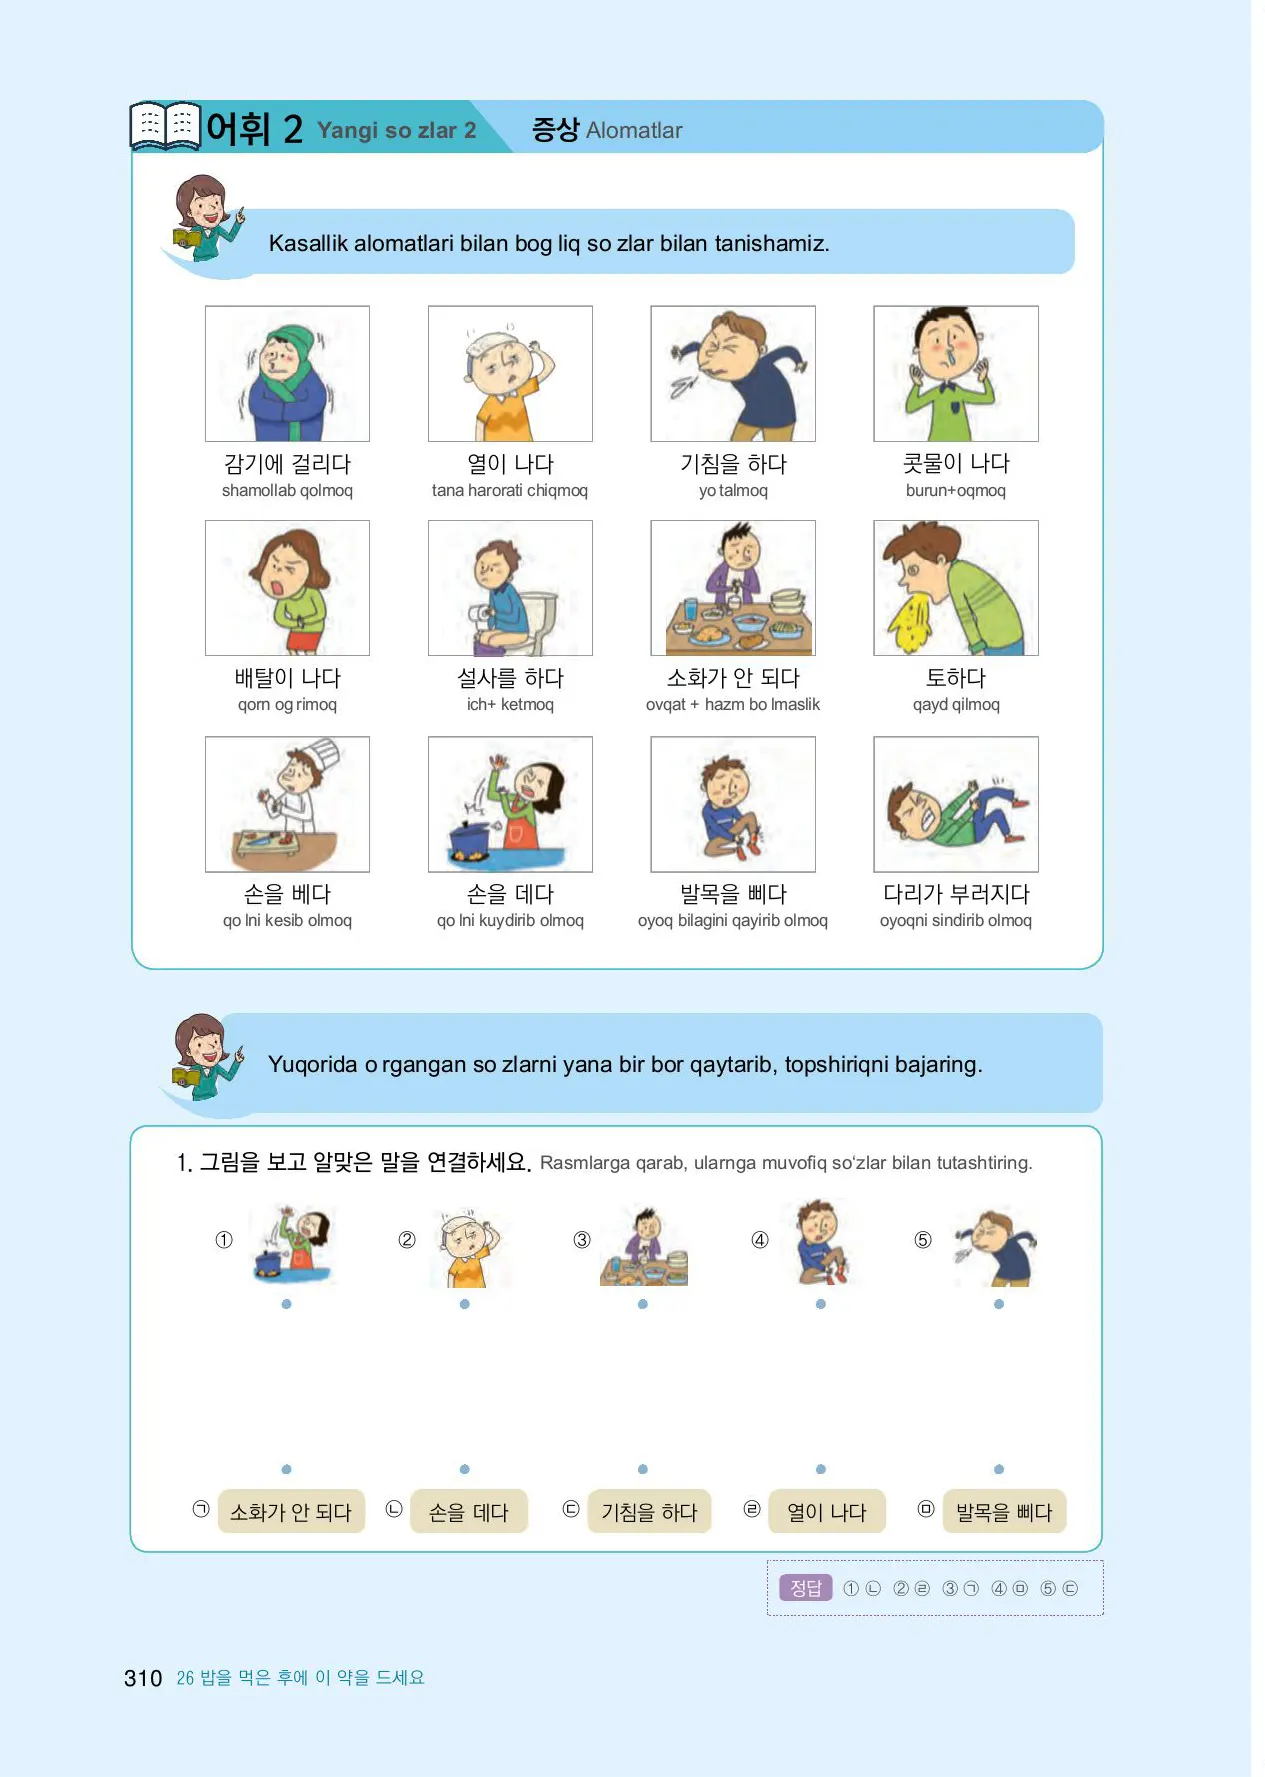 어휘 2 Yangi so zlar 2 증상 Alomatlar
Kasallik alomatlari bilan bog liq so zlar bilan tanishamiz.
감기에 걸리다 열이 나다 기침을 하다 콧물이 나다
shamollab qolmoq tana harorati chiqmoq yo talmoq burun+oqmoq
배탈이 나다 설사를 하다 소화가 안 되다 토하다
qorn og rimoq ich+ ketmoq ovqat + hazm bo lmaslik qayd qilmoq
손을 베다 손을 데다 발목을 삐다 다리가 부러지다
qo lni kesib olmoq qo lni kuydirib olmoq oyoq bilagini qayirib olmoq oyoqni sindirib olmoq
Yuqorida o rgangan so zlarni yana bir bor qaytarib, topshiriqni bajaring.
1. 그림을 보고 알맞은 말을 연결하세요. Rasmlarga qarab, ularnga muvofiq so‘zlar bilan tutashtiring.
① ② ③ ④ ⑤
㉠ 소화가 안 되다 ㉡ 손을 데다 ㉢ 기침을 하다 ㉣ 열이 나다 ㉤ 발목을 삐다
정답 ① ㉡ ② ㉣ ③ ㉠ ④ ㉤ ⑤ ㉢
310 26 밥을 먹은 후에 이 약을 드세요